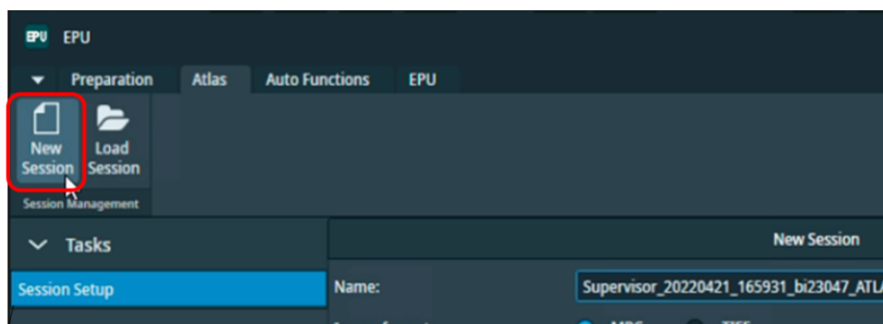 EPU EPU
Preparation Atlas Auto Functions EPU
New Session Load Session
Session Management
Tasks New Session
Session Setup Name: Supervisor_20220421_165931_bi23047_ATLA